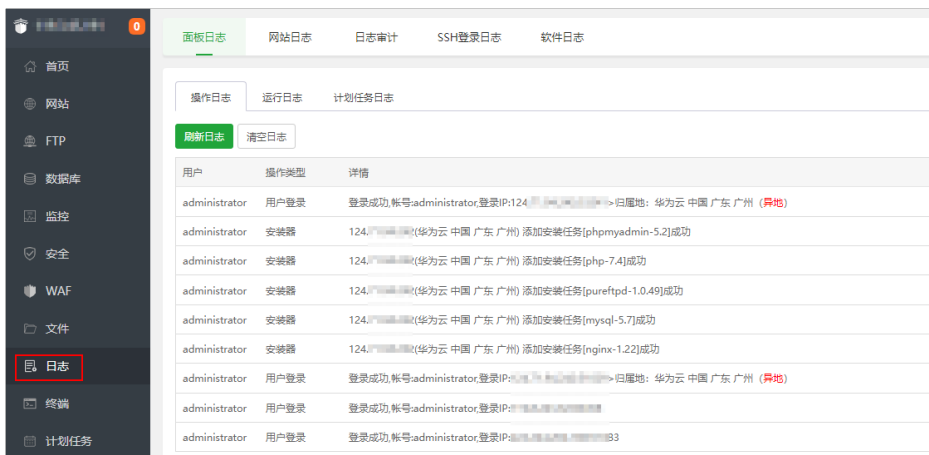 0
首页
网站
FTP
数据库
监控
安全
WAF
文件
日志
终端
计划任务
面板日志 网站日志 日志审计 SSH登录日志 软件日志
操作日志 运行日志 计划任务日志
刷新日志 清空日志
用户 操作类型 详情
administrator 用户登录 登录成功,帐号:administrator,登录IP:124. >归属地：华为云 中国 广东 广州（异地）
administrator 安装器 124. (华为云 中国 广东 广州) 添加安装任务[phpmyadmin-5.2]成功
administrator 安装器 124. (华为云 中国 广东 广州) 添加安装任务[php-7.4]成功
administrator 安装器 124. (华为云 中国 广东 广州) 添加安装任务[pureftpd-1.0.49]成功
administrator 安装器 124. (华为云 中国 广东 广州) 添加安装任务[mysql-5.7]成功
administrator 安装器 124. (华为云 中国 广东 广州) 添加安装任务[nginx-1.22]成功
administrator 用户登录 登录成功,帐号:administrator,登录IP: >归属地：华为云 中国 广东 广州（异地）
administrator 用户登录 登录成功,帐号:administrator,登录IP:
administrator 用户登录 登录成功,帐号:administrator,登录IP: 33